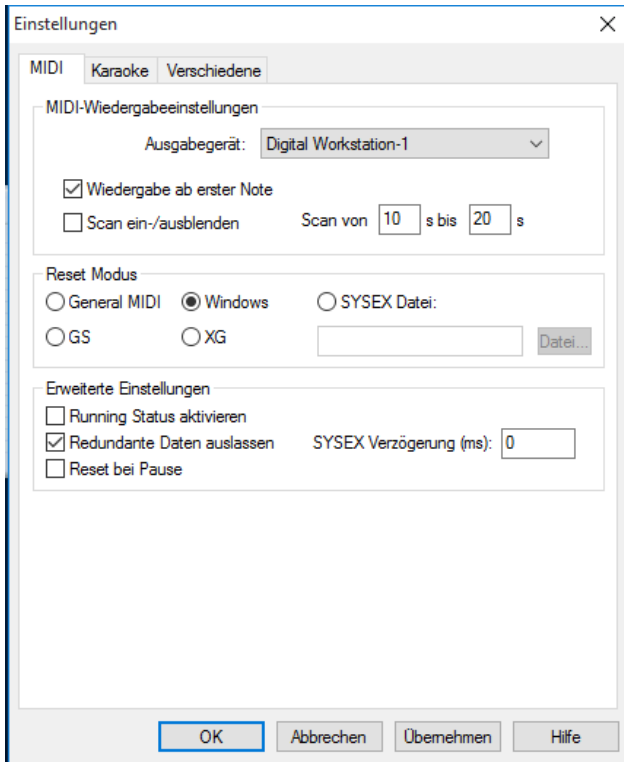 Einstellungen
MIDI Karaoke Verschiedene
MIDI-Wiedergabeeinstellungen
Ausgabegerät: Digital Workstation-1
Wiedergabe ab erster Note
Scan ein-/ausblenden Scan von 10 s bis 20 s
Reset Modus
General MIDI Windows SYSEX Datei:
GS XG Datei...
Erweiterte Einstellungen
Running Status aktivieren
Redundante Daten auslassen SYSEX Verzögerung (ms): 0
Reset bei Pause
OK Abbrechen Übernehmen Hilfe